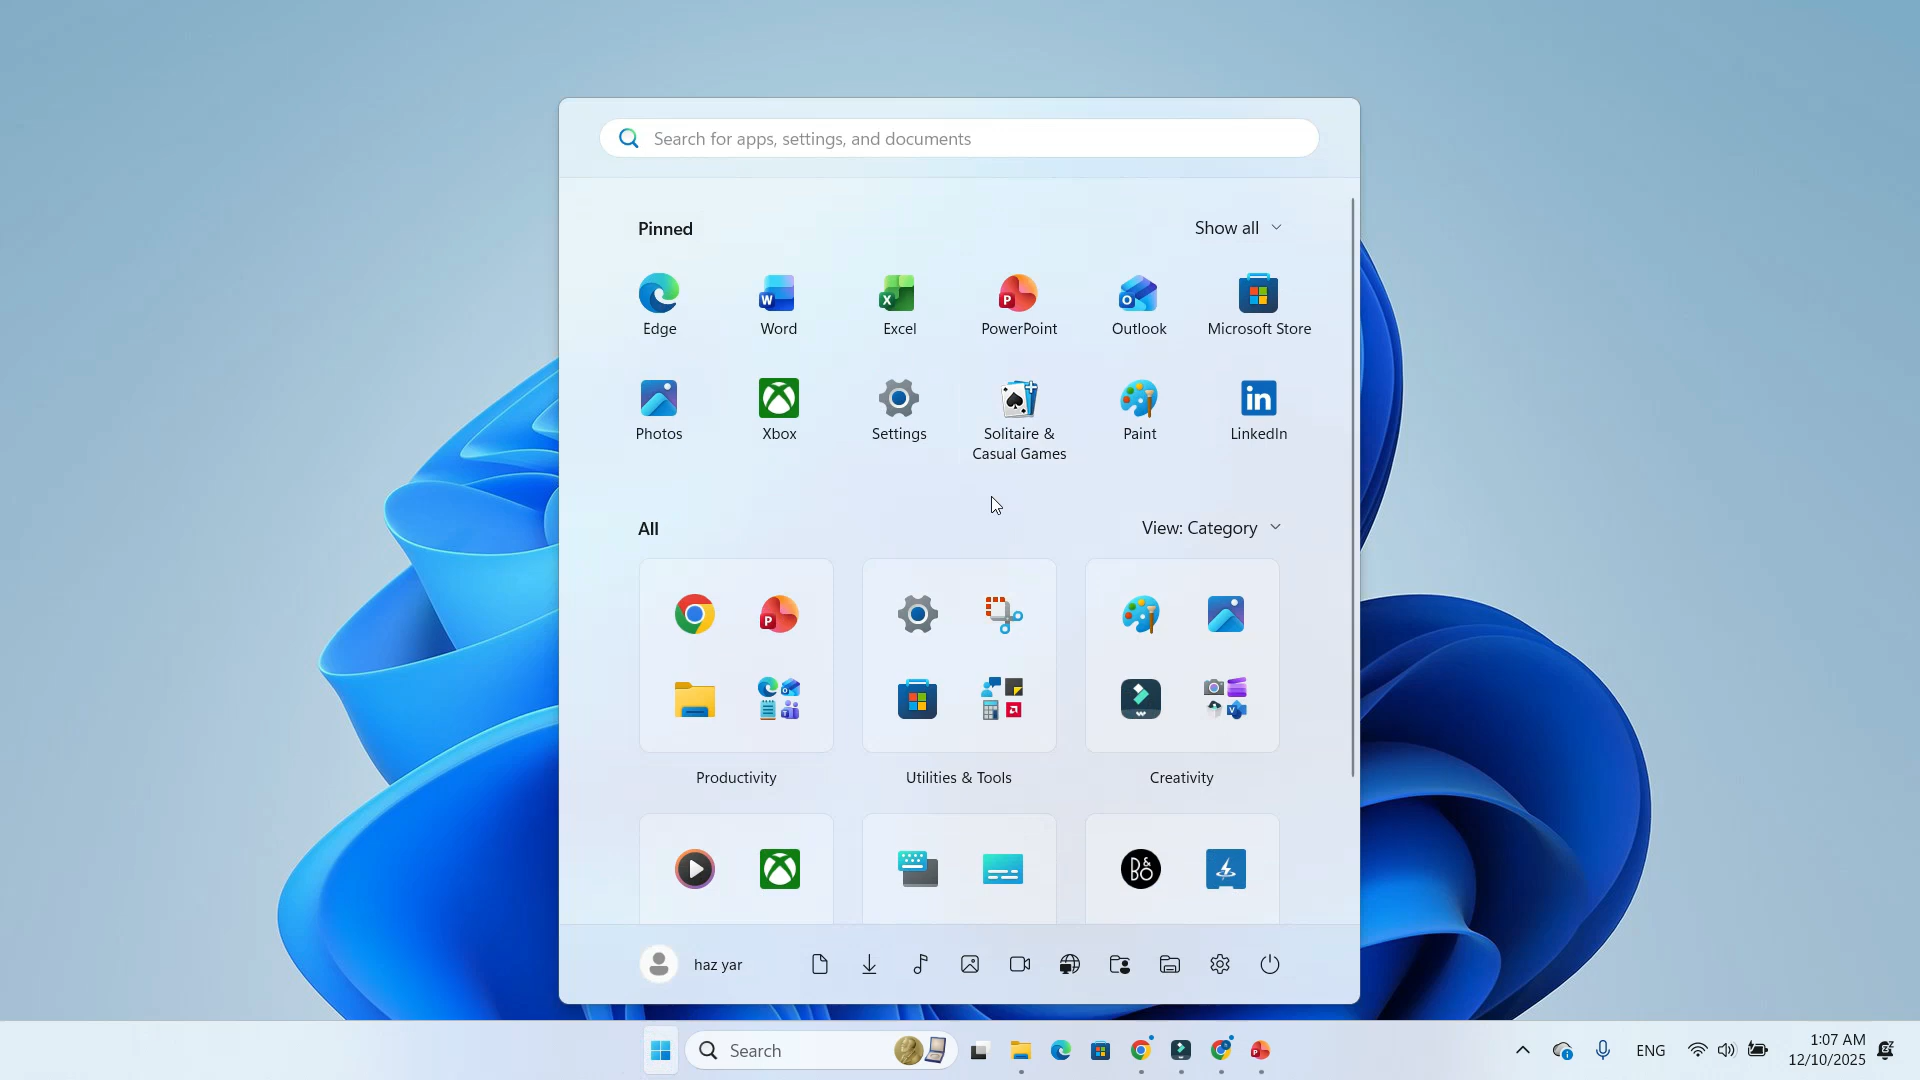 Search for apps, settings, and documents
Pinned
Show all
Edge
Word
Excel
PowerPoint
Outlook
Microsoft Store
Photos
Xbox
Settings
Solitaire &
Casual Games
Paint
LinkedIn
All
View: Category
Productivity
Utilities & Tools
Creativity
haz yar
Search
ENG
1:07 AM
12/10/2025